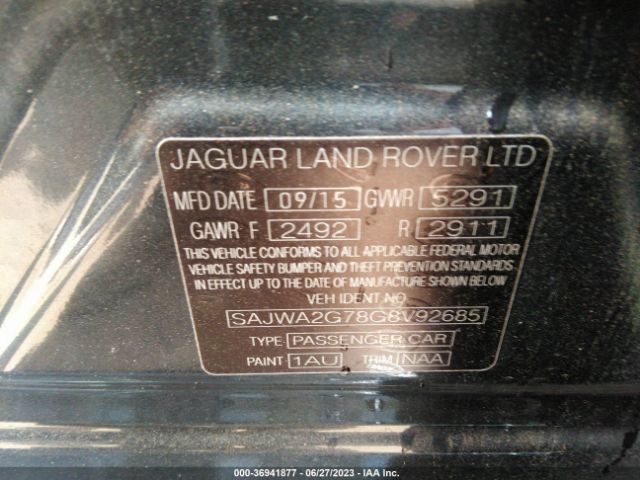 JAGUAR LAND ROVER LTD
MFD DATE 09/15 GVWR 5291
GAWR F 2492 R 2911
THIS VEHICLE CONFORMS TO ALL APPLICABLE FEDERAL MOTOR
VEHICLE SAFETY BUMPER AND THEFT PREVENTION STANDARDS
IN EFFECT UP TO THE DATE OF MANUFACTURE SHOWN BELOW
VEH IDENT NO.
SAJWA2G78G8V92685
TYPE PASSENGER CAR
PAINT 1AU TRIM NAA
000-36941877 - 06/27/2023 - IAA Inc.